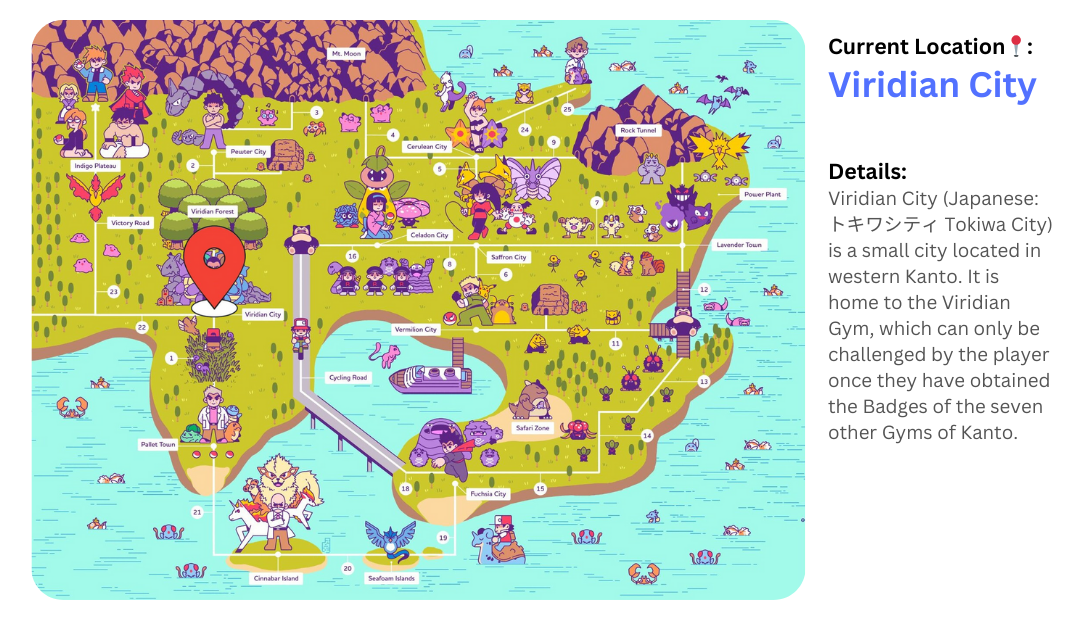 Current Location📍:
Viridian City
Details:
Viridian City (Japanese:
トキワシティ Tokiwa City)
is a small city located in
western Kanto. It is
home to the Viridian
Gym, which can only be
challenged by the player
once they have obtained
the Badges of the seven
other Gyms of Kanto.
Mt. Moon
3
25
24
Rock Tunnel
4
Cerulean City
9
Pewter City
2
5
Indigo Plateau
Power Plant
7
Viridian Forest
Victory Road
Celadon City
Lavender Town
16
8
Saffron City
6
23
12
Viridian City
22
Vermilion City
11
1
Cycling Road
13
Safari Zone
14
Pallet Town
18
Fuchsia City
15
21
19
20
Cinnabar Island
Seafoam Islands